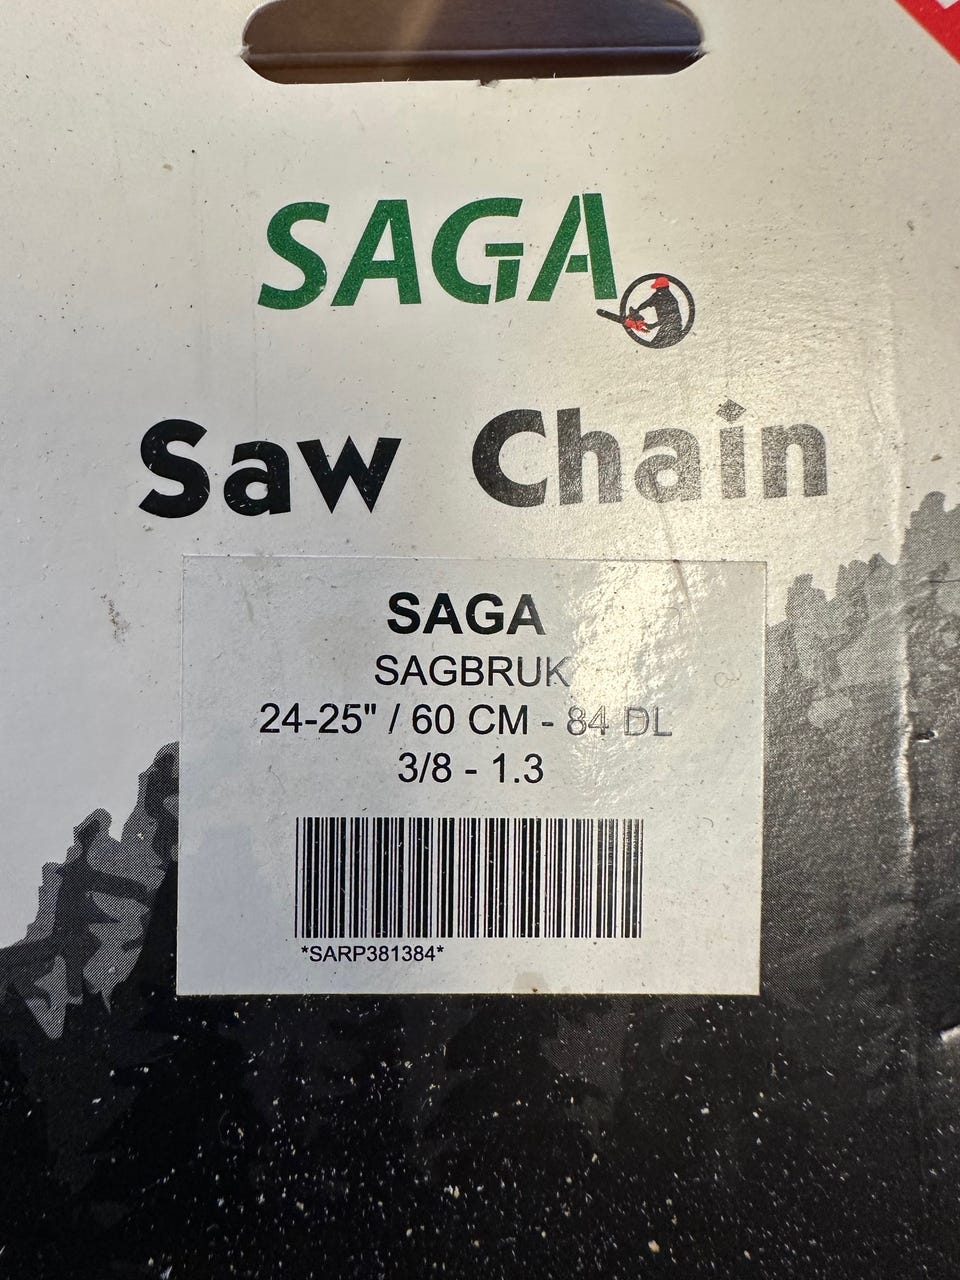 SAGA
Saw Chain
SAGA
SAGBRUK
24-25" / 60 CM - 84 DL
3/8 - 1.3
*SARP381384*